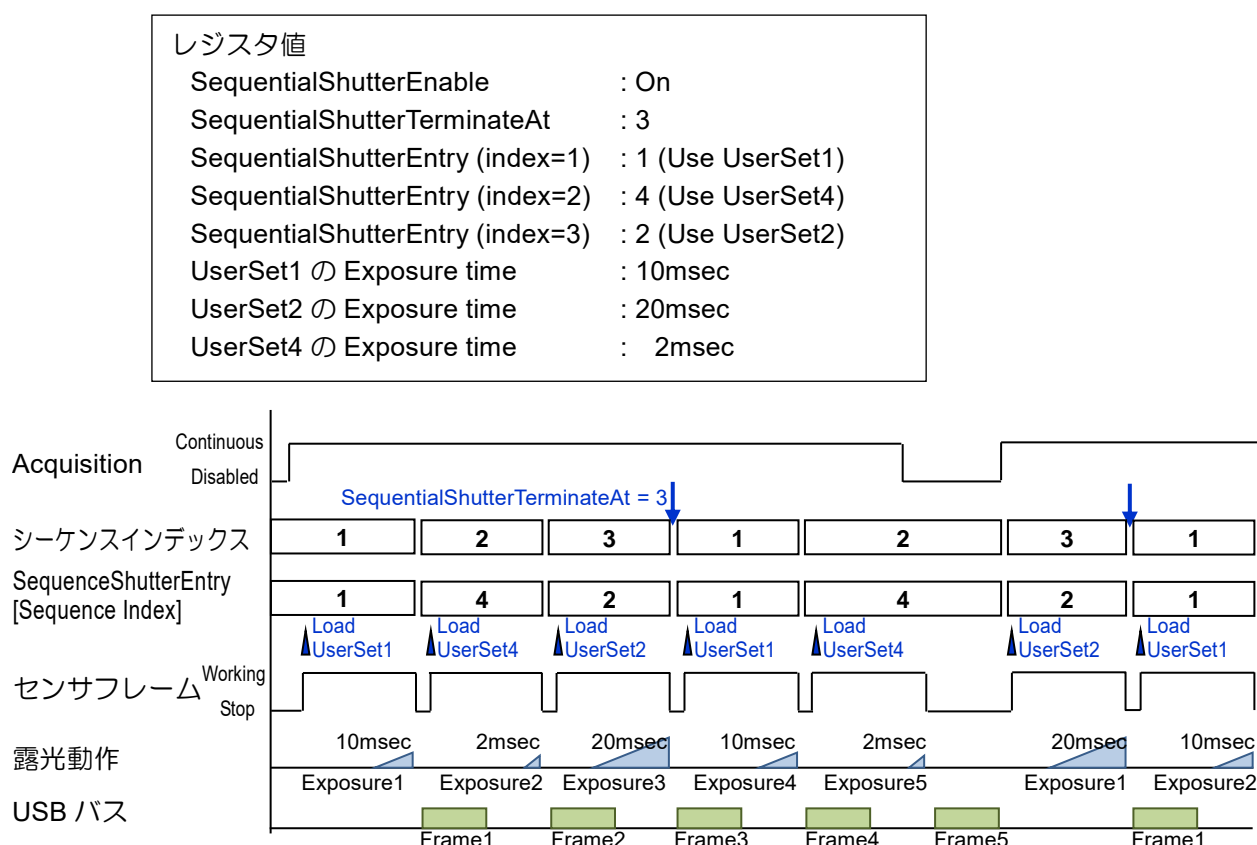 レジスタ値
SequentialShutterEnable : On
SequentialShutterTerminateAt : 3
SequentialShutterEntry (index=1) : 1 (Use UserSet1)
SequentialShutterEntry (index=2) : 4 (Use UserSet4)
SequentialShutterEntry (index=3) : 2 (Use UserSet2)
UserSet1 の Exposure time : 10msec
UserSet2 の Exposure time : 20msec
UserSet4 の Exposure time : 2msec
Acquisition
Continuous
Disabled
SequentialShutterTerminateAt = 3
シーケンスインデックス 1 2 3 1 2 3 1
SequenceShutterEntry
[Sequence Index]
1 4 2 1 4 2 1
Load Load Load Load Load Load Load
UserSet1 UserSet4 UserSet2 UserSet1 UserSet4 UserSet2 UserSet1
センサフレーム
Working
Stop
露光動作
10msec 2msec 20msec 10msec 2msec 20msec 10msec
Exposure1 Exposure2 Exposure3 Exposure4 Exposure5 Exposure1 Exposure2
USB バス
Frame1 Frame2 Frame3 Frame4 Frame5 Frame1